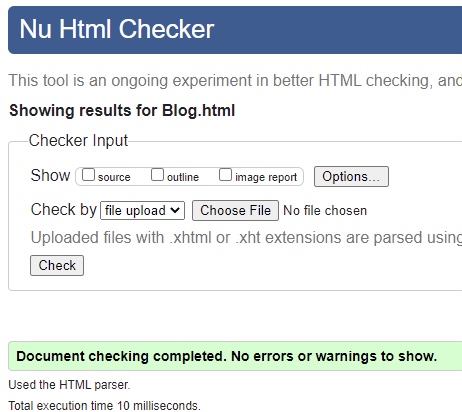 Nu Html Checker
This tool is an ongoing experiment in better HTML checking, and
Showing results for Blog.html
Checker Input
Show source outline image report Options...
Check by file upload Choose File No file chosen
Uploaded files with .xhtml or .xht extensions are parsed using
Check
Document checking completed. No errors or warnings to show.
Used the HTML parser.
Total execution time 10 milliseconds.